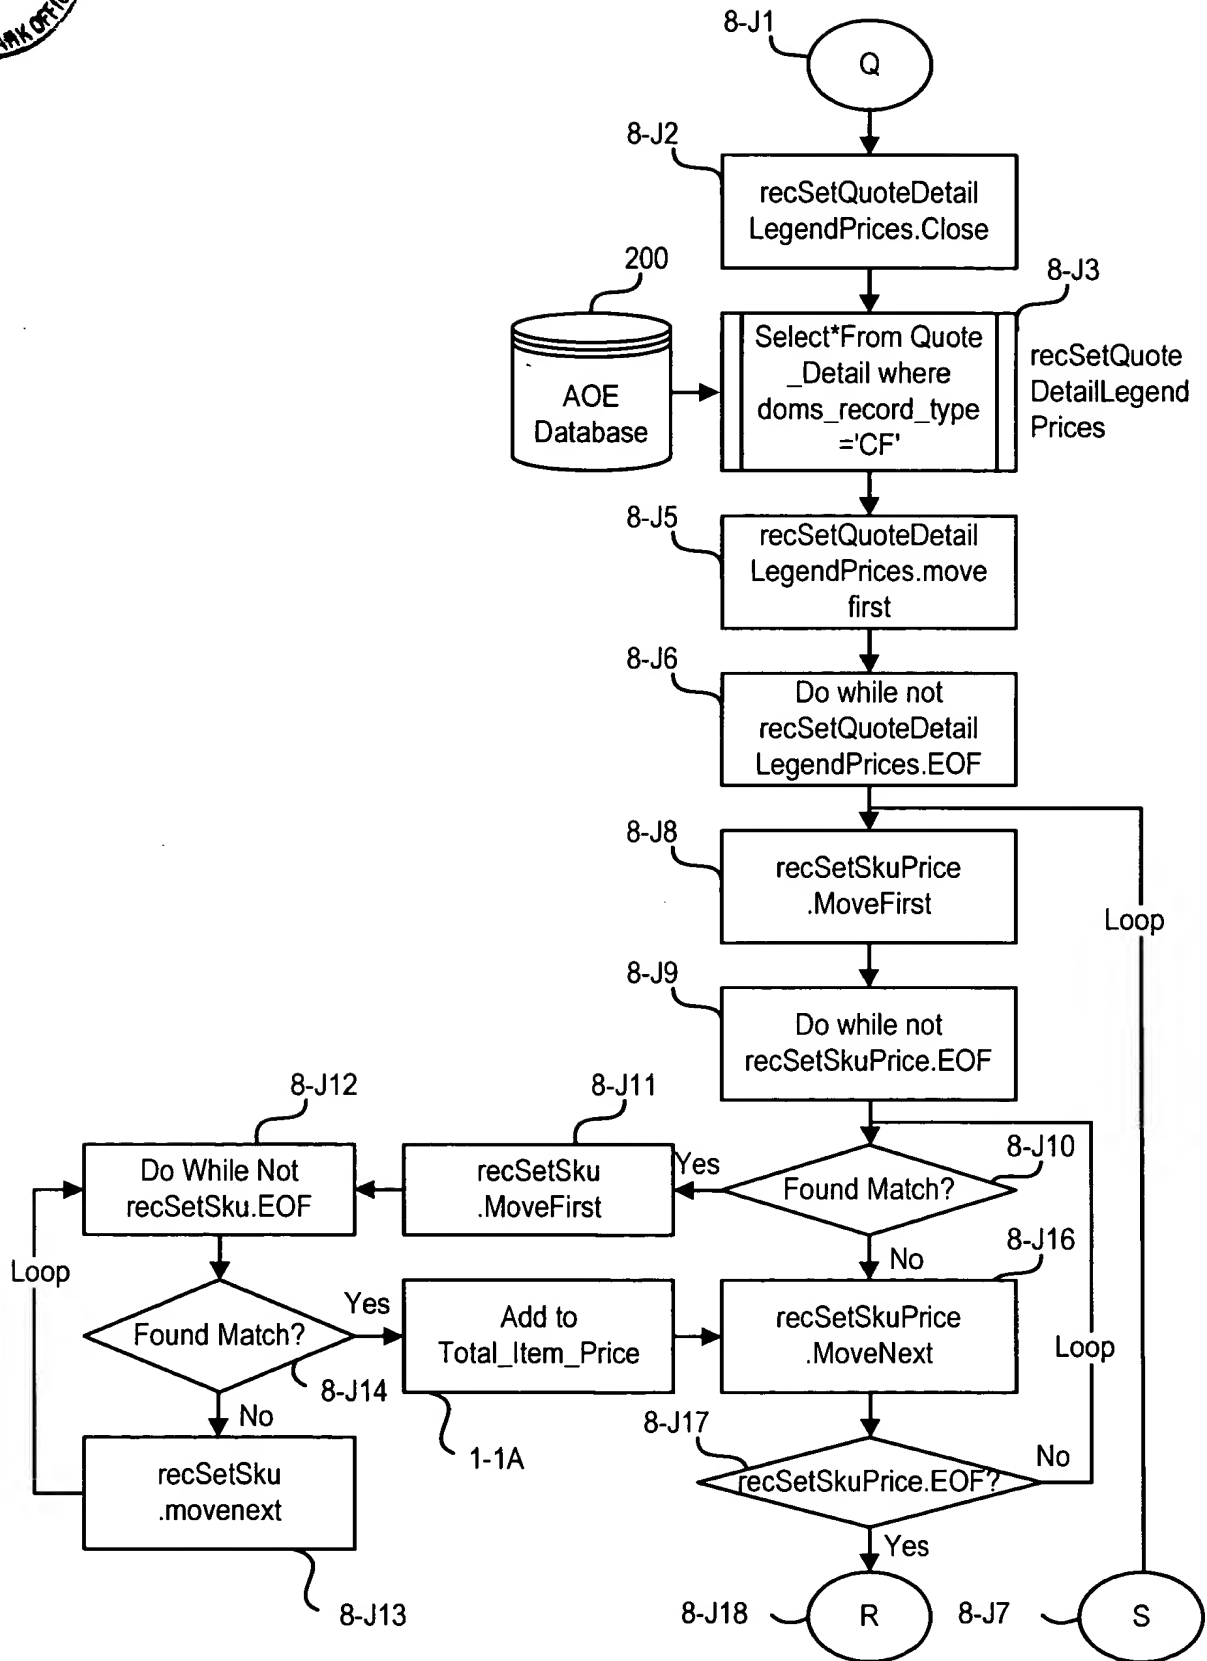 8-J1
Q
8-J2
recSetQuoteDetail
LegendPrices.Close
200
AOE
Database
8-J3
Select*From Quote
_Detail where
doms_record_type
='CF'
recSetQuote
DetailLegend
Prices
8-J5
recSetQuoteDetail
LegendPrices.move
first
8-J6
Do while not
recSetQuoteDetail
LegendPrices.EOF
8-J8
recSetSkuPrice
.MoveFirst
Loop
8-J9
Do while not
recSetSkuPrice.EOF
8-J12
Do While Not
recSetSku.EOF
8-J11
recSetSku
.MoveFirst
Yes
8-J10
Found Match?
No
8-J16
Loop
Found Match?
8-J14
Yes
Add to
Total_Item_Price
1-1A
recSetSkuPrice
.MoveNext
Loop
No
recSetSku
.movenext
8-J13
8-J17
recSetSkuPrice.EOF?
No
Yes
8-J18
R
8-J7
S